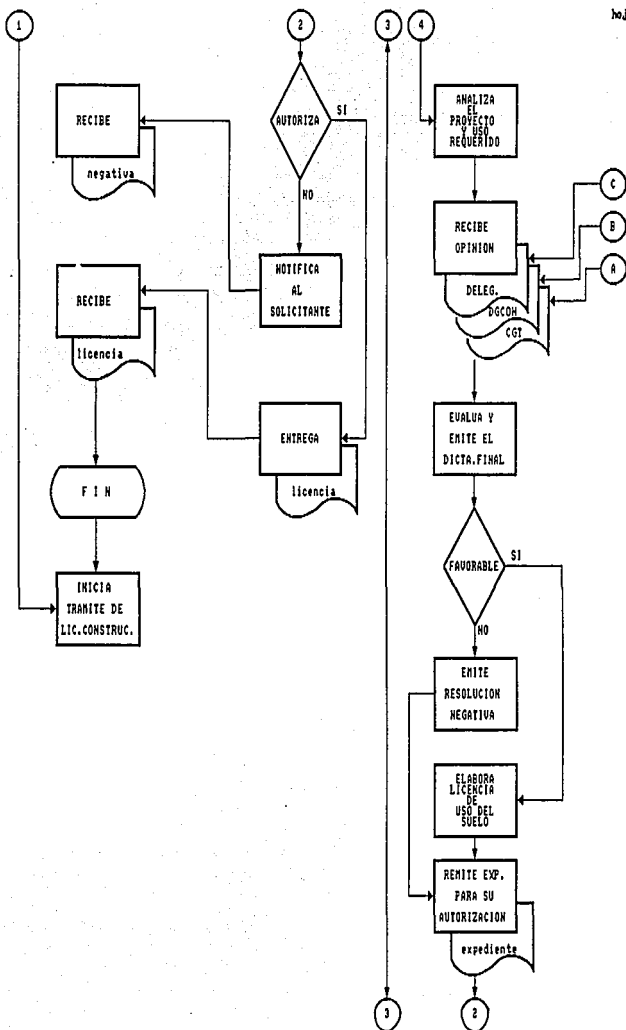 1
2
3
4
RECIBE
negativa
AUTORIZA
SI
NO
NOTIFICA
AL
SOLICITANTE
RECIBE
licencia
ENTREGA
licencia
F I N
INICIA
TRAMITE DE
LIC.CONSTRUC.
ANALIZA
EL
PROYECTO
Y USO
REQUERIDO
RECIBE
OPINION
DELEG.
DGCOH
CGT
C
B
A
EVALUA Y
EMITE EL
DICTA.FINAL
FAVORABLE
SI
NO
EMITE
RESOLUCION
NEGATIVA
ELABORA
LICENCIA
DE
USO DEL
SUELO
REMITE EXP.
PARA SU
AUTORIZACION
expediente
3
2